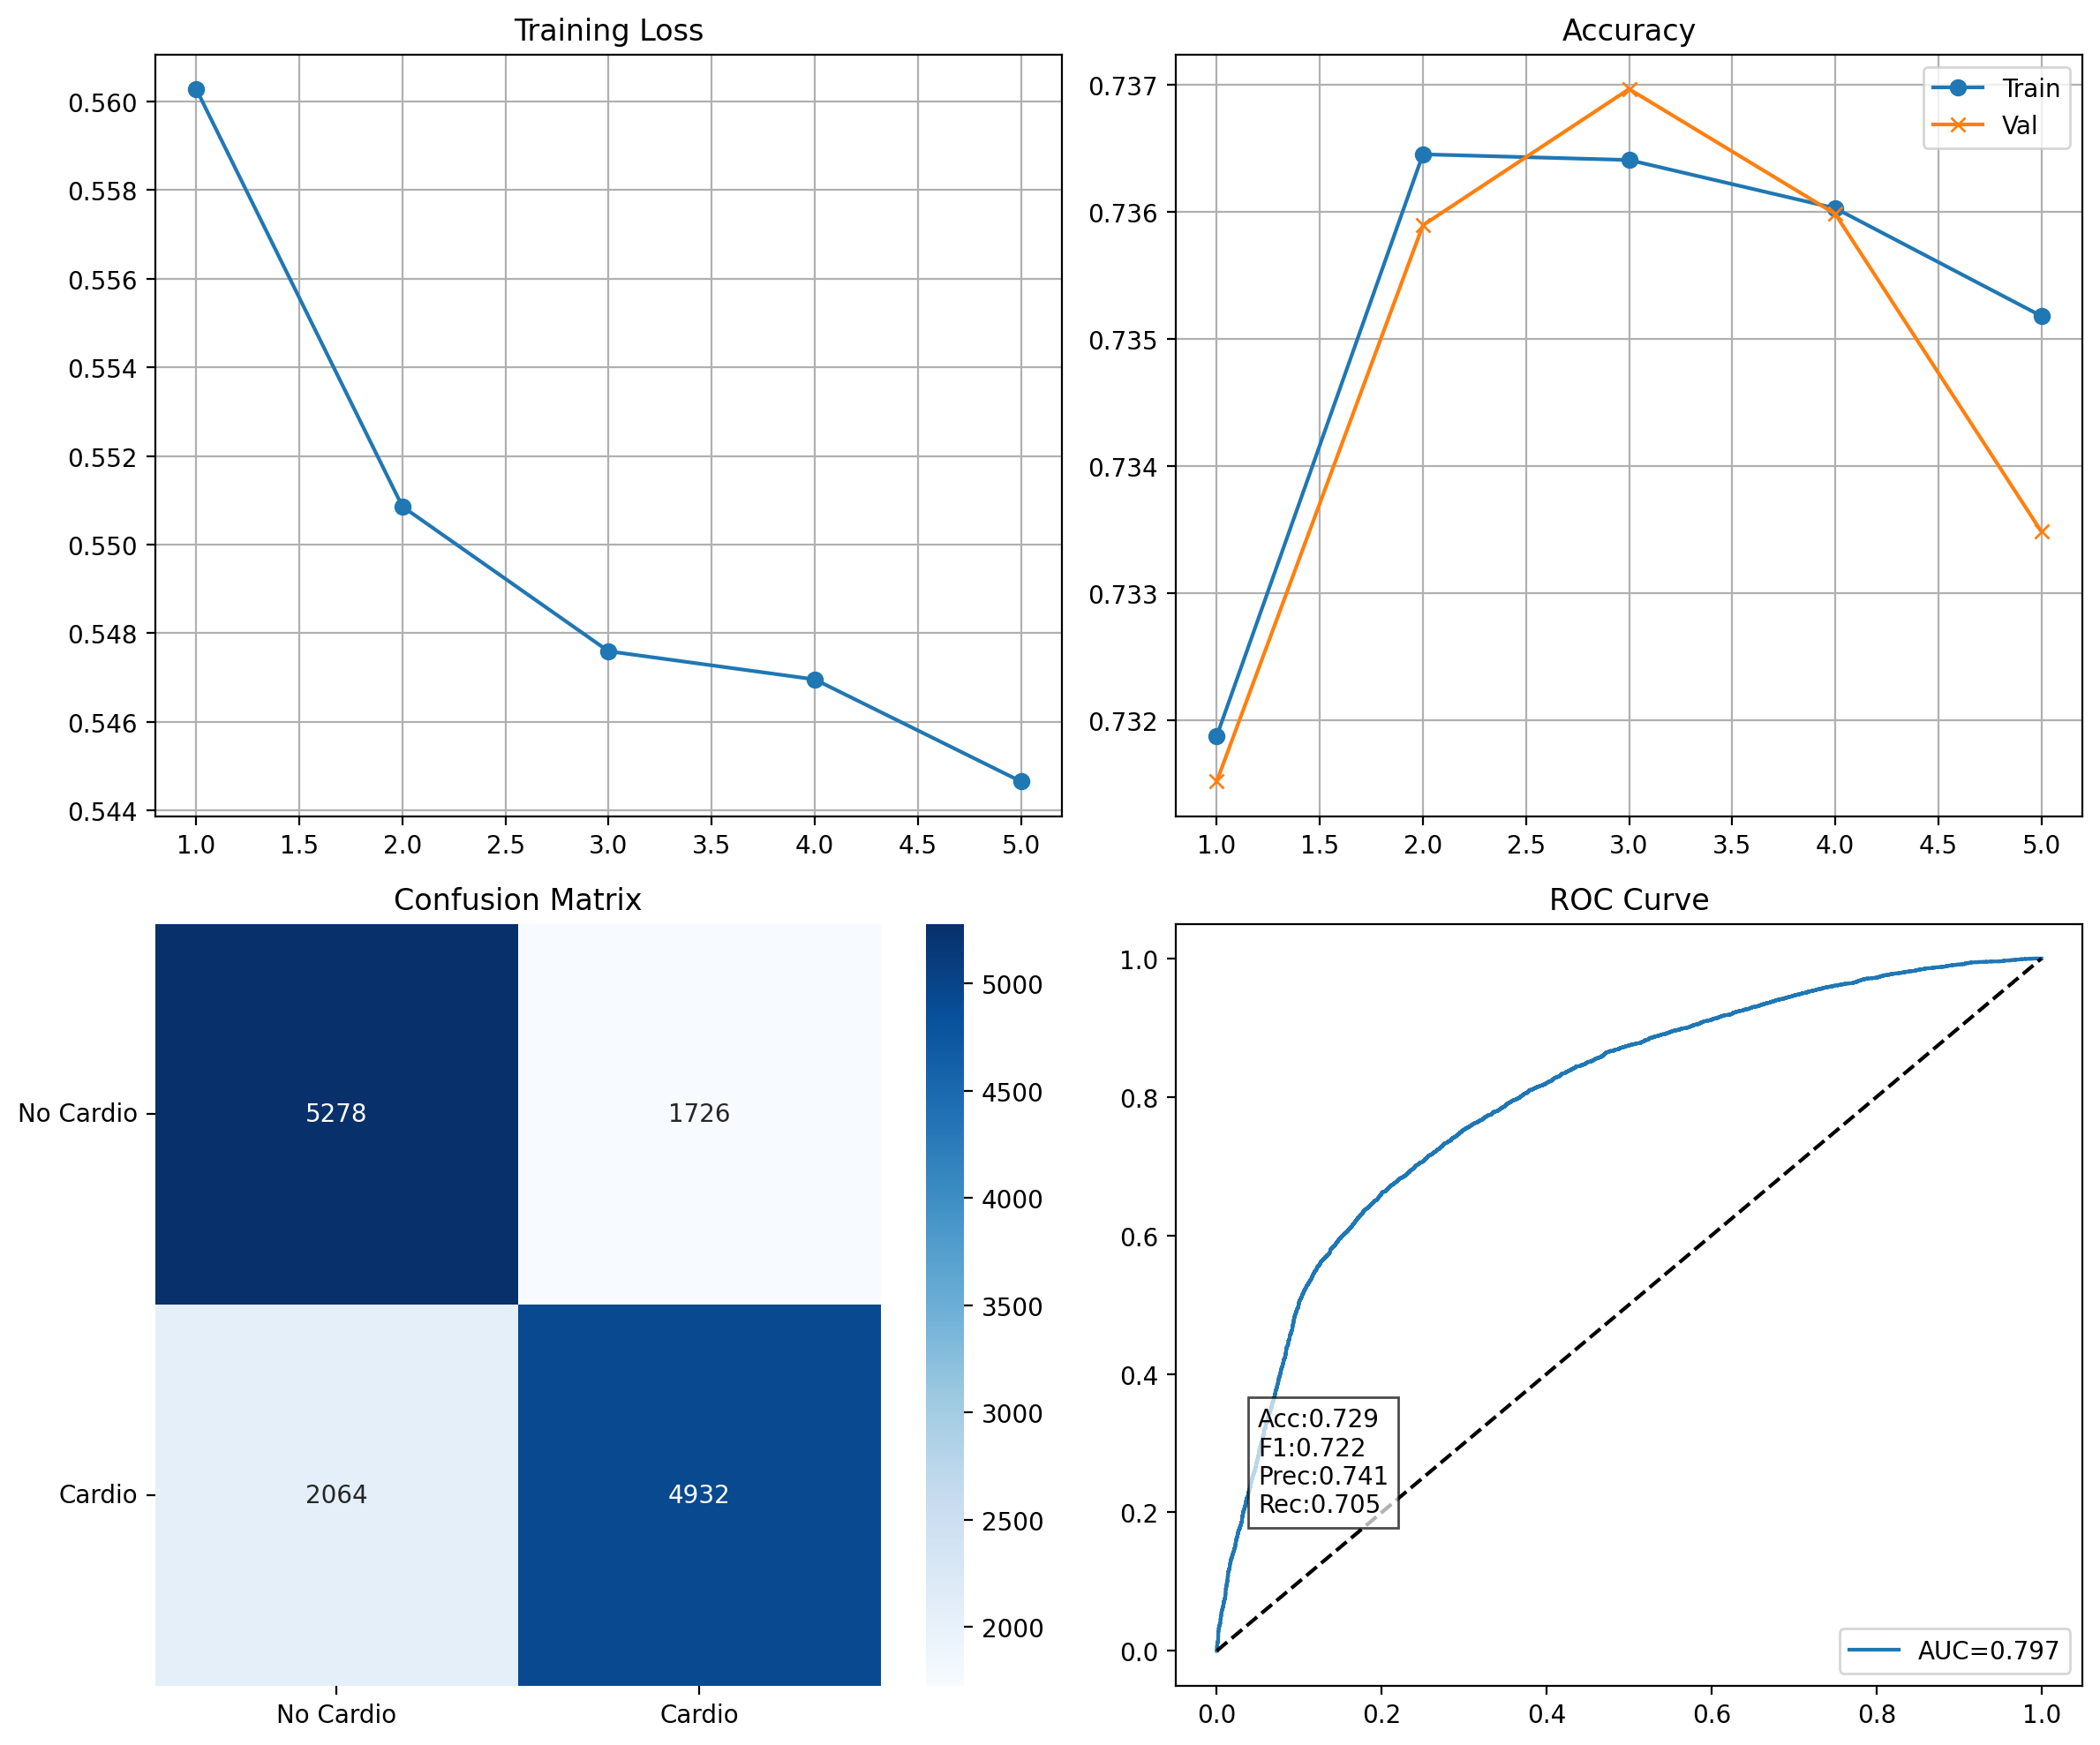 Training Loss
0.560
0.558
0.556
0.554
0.552
0.550
0.548
0.546
0.544
1.0 1.5 2.0 2.5 3.0 3.5 4.0 4.5 5.0
Accuracy
Train
Val
0.737
0.736
0.735
0.734
0.733
0.732
1.0 1.5 2.0 2.5 3.0 3.5 4.0 4.5 5.0
Confusion Matrix
No Cardio
5278 1726
Cardio
2064 4932
No Cardio Cardio
5000
4500
4000
3500
3000
2500
2000
ROC Curve
1.0
0.8
0.6
0.4
0.2
0.0
Acc:0.729
F1:0.722
Prec:0.741
Rec:0.705
AUC=0.797
0.0 0.2 0.4 0.6 0.8 1.0